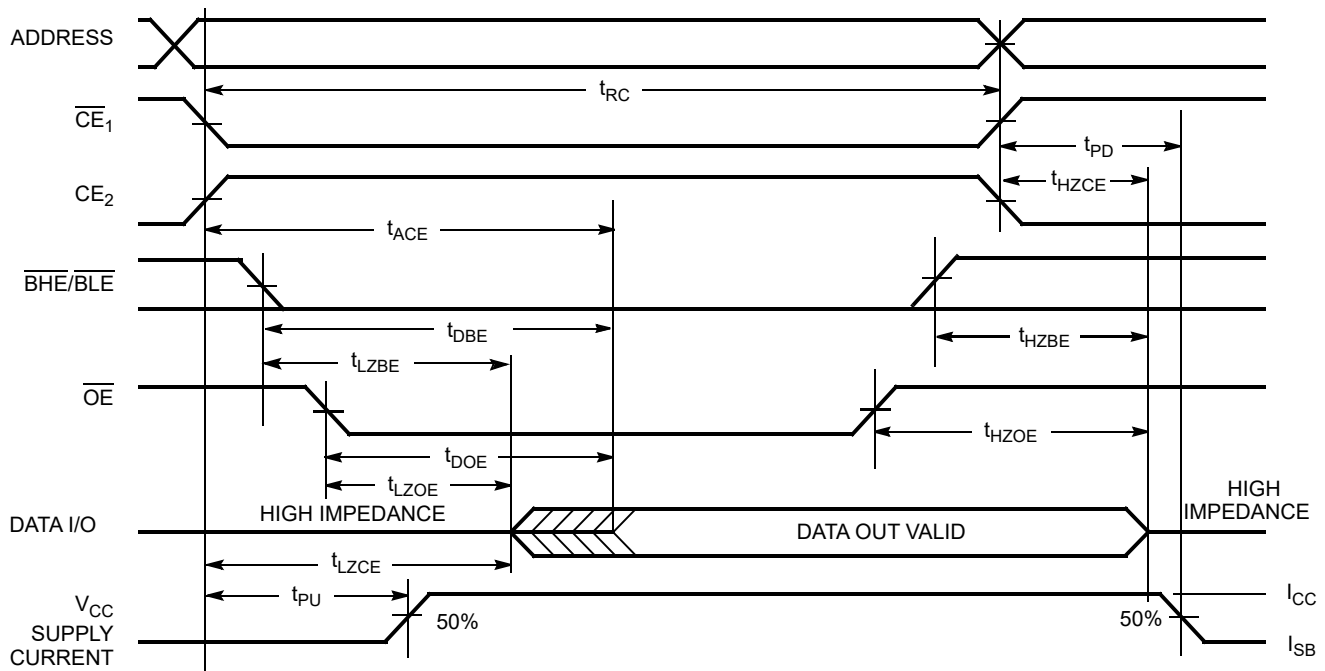 ADDRESS
tRC
CE1
tPD
tHZCE
CE2
tACE
BHE/BLE
tDBE
tHZBE
tLZBE
OE
tHZOE
tDOE
tLZOE
HIGH IMPEDANCE
HIGH
IMPEDANCE
DATA I/O
DATA OUT VALID
tLZCE
tPU
VCC
SUPPLY
CURRENT
50%
50%
ICC
ISB